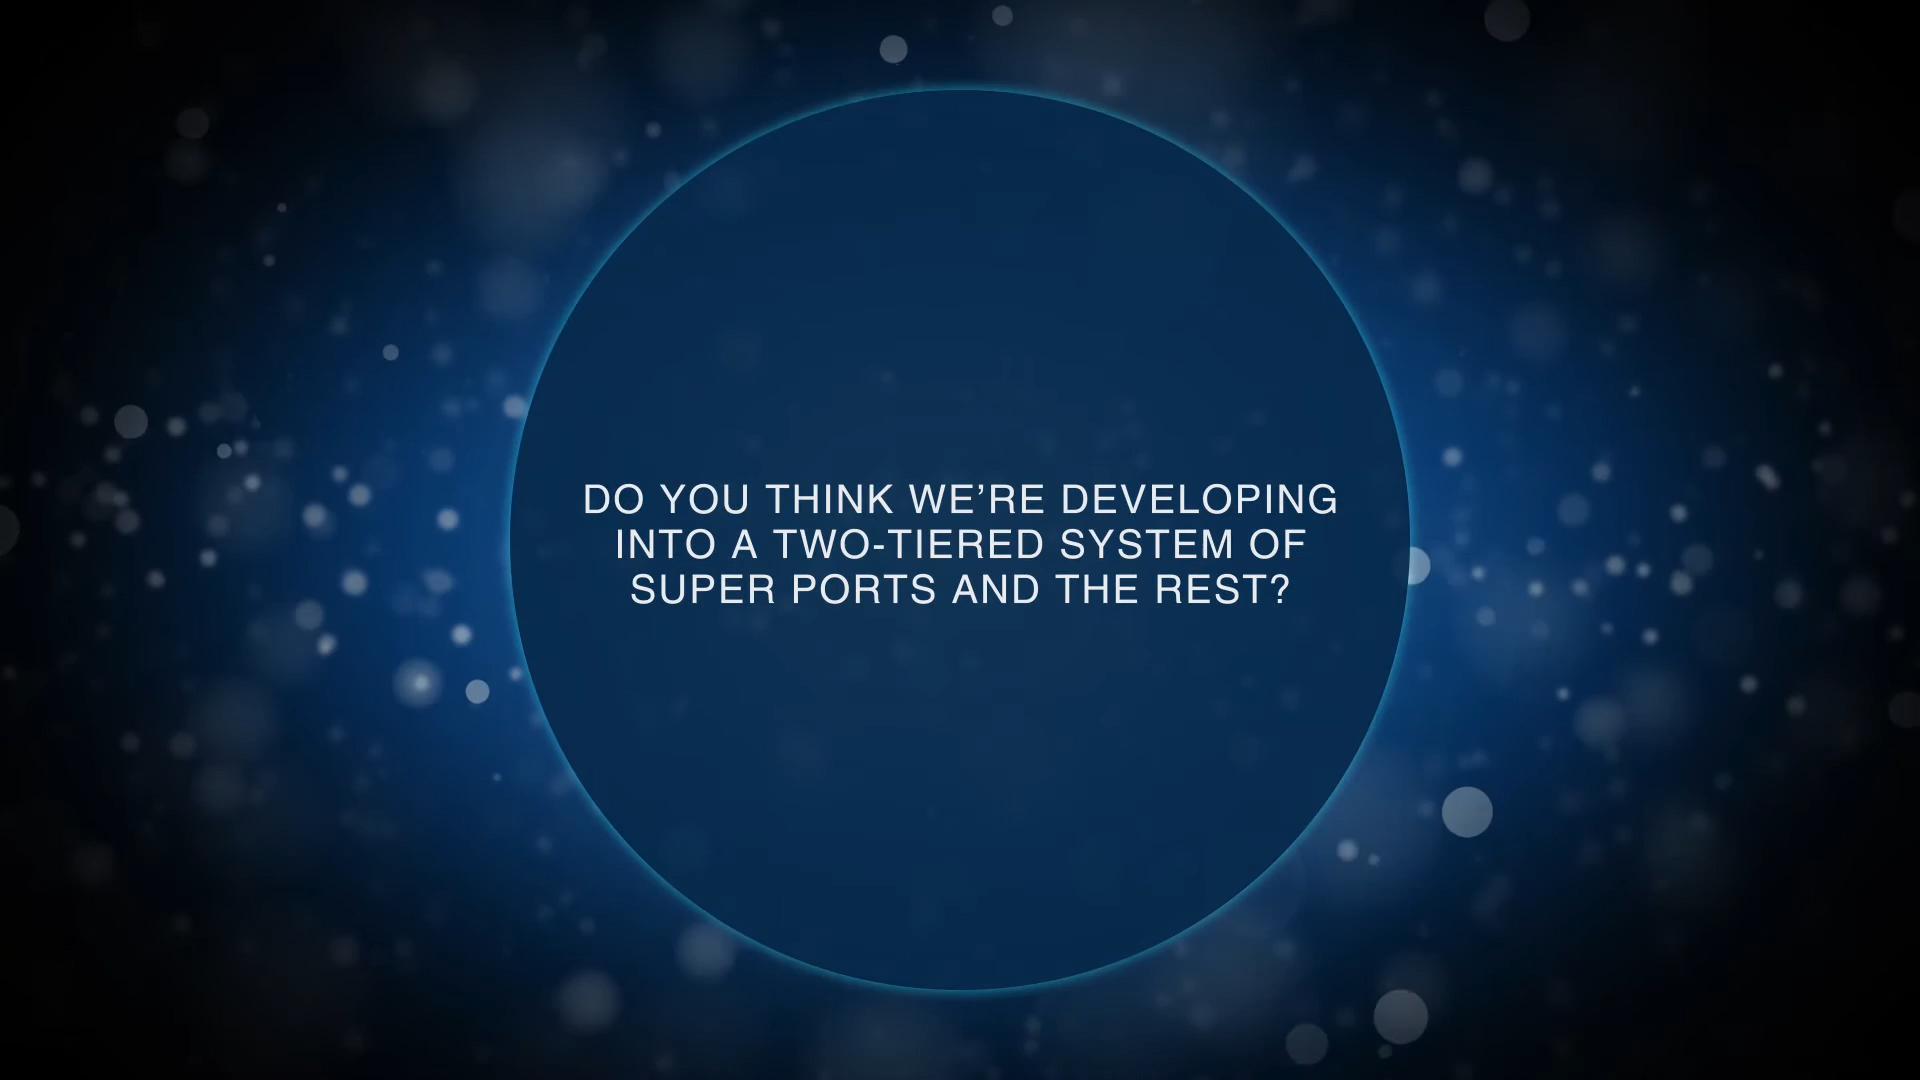 DO YOU THINK WE’RE DEVELOPING
INTO A TWO-TIERED SYSTEM OF
SUPER PORTS AND THE REST?